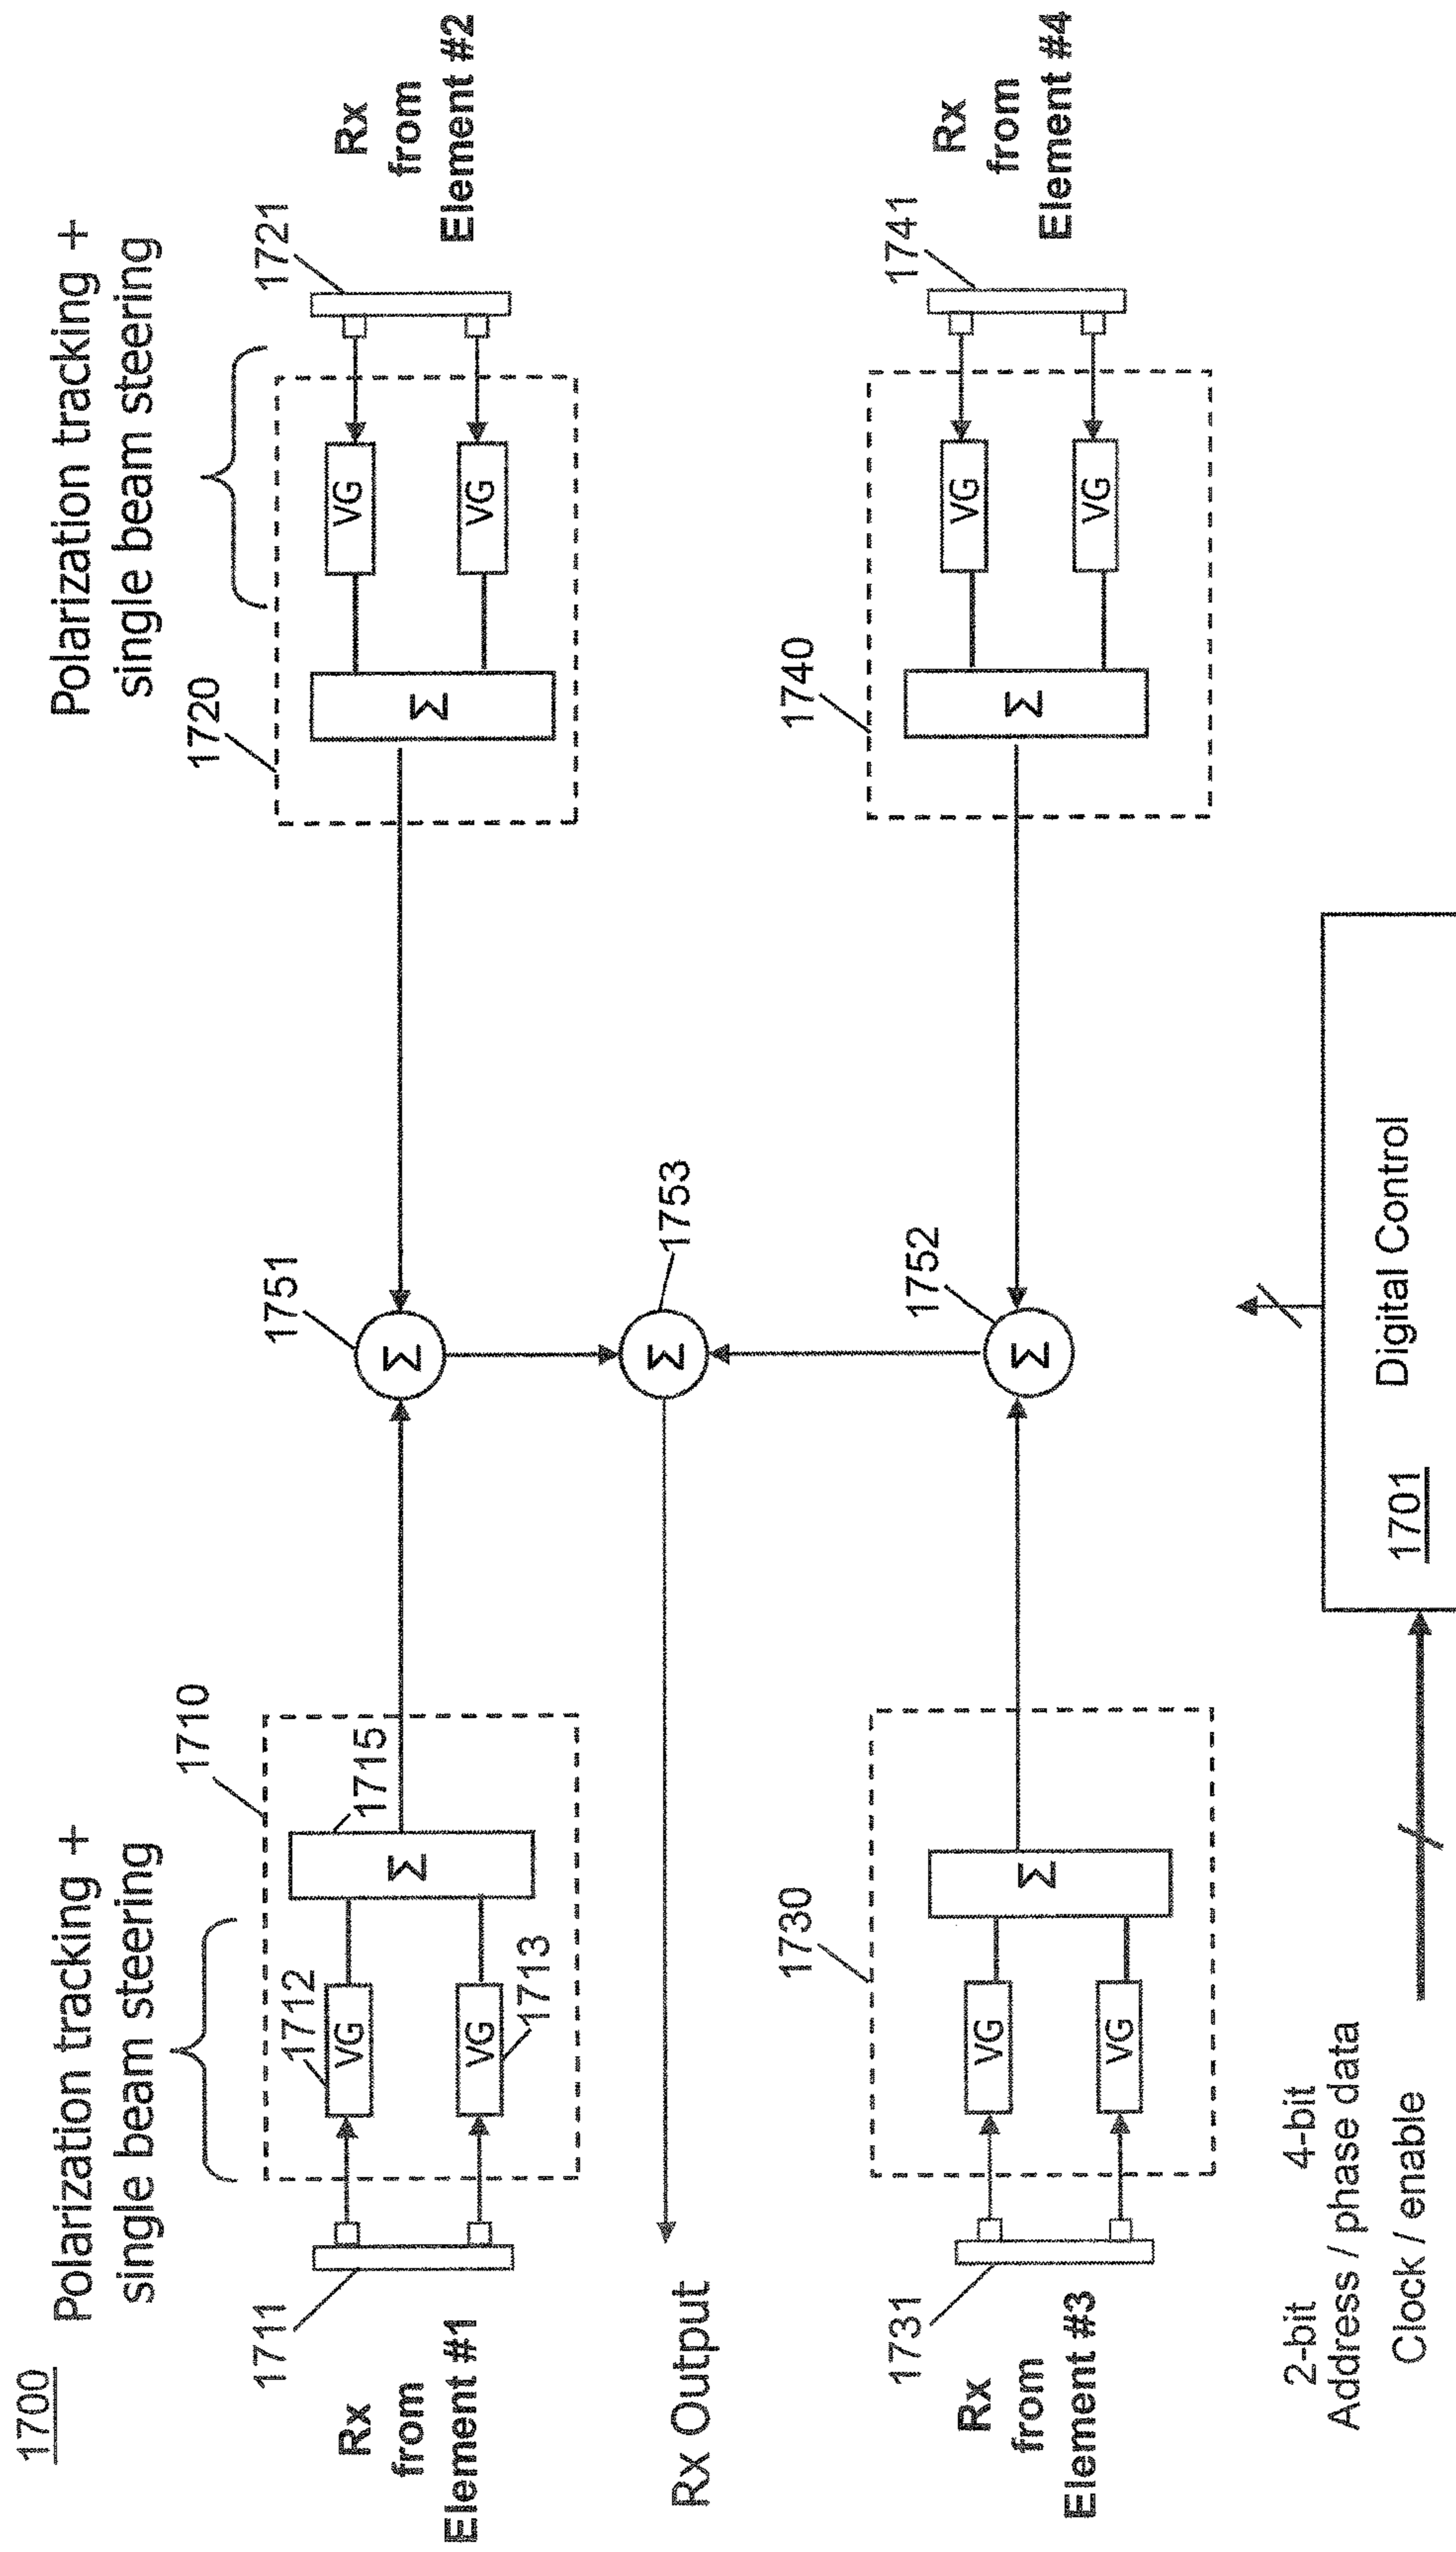 1700
Polarization tracking +
single beam steering
Polarization tracking +
single beam steering
1710
1720
1711
1712
VG
VG
1713
1715
Σ
Rx
from
Element #1
1751
Σ
Σ
VG
VG
1721
Rx
from
Element #2
Rx Output
Σ
1753
1730
1731
VG
VG
Σ
Rx
from
Element #3
1752
Σ
1740
Σ
VG
VG
1741
Rx
from
Element #4
2-bit 4-bit
Address / phase data
Clock / enable
1701
Digital Control